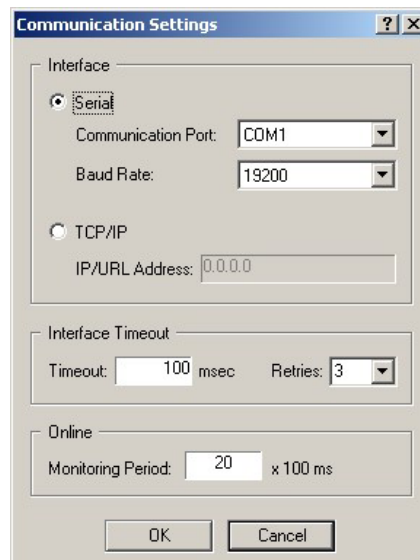 Communication Settings
Interface
Serial
Communication Port: COM1
Baud Rate: 19200
TCP/IP
IP/URL Address: 0.0.0.0
Interface Timeout
Timeout: 100 msec Retries: 3
Online
Monitoring Period: 20 x 100 ms
OK Cancel